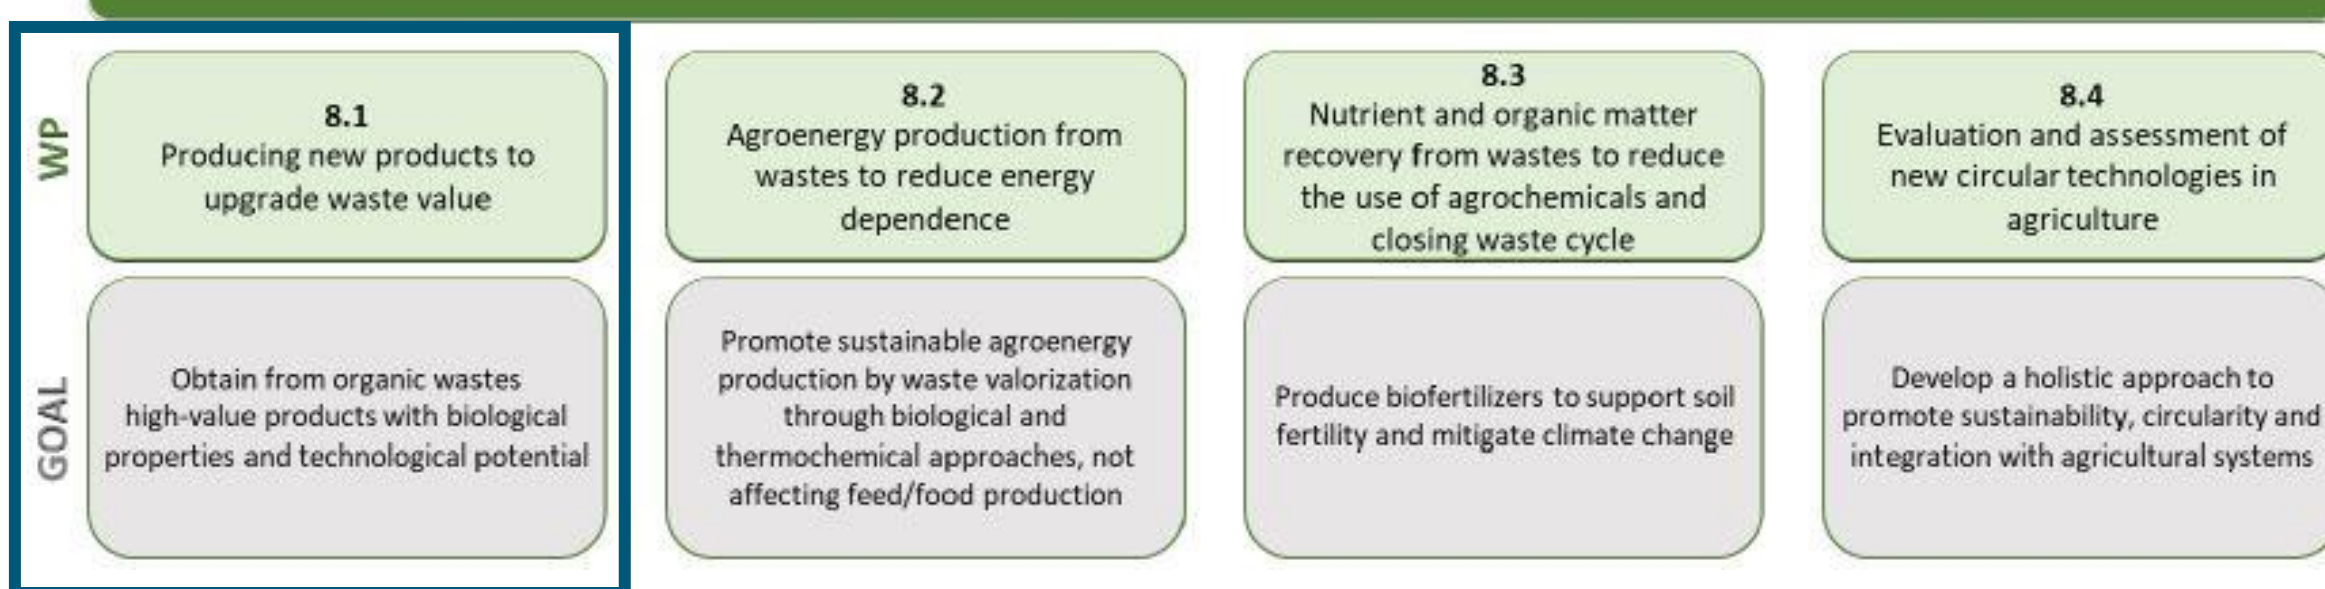 WP
8.1
Producing new products to
upgrade waste value
8.2
Agroenergy production from
wastes to reduce energy
dependence
8.3
Nutrient and organic matter
recovery from wastes to reduce
the use of agrochemicals and
closing waste cycle
8.4
Evaluation and assessment of
new circular technologies in
agriculture
GOAL
Obtain from organic wastes
high-value products with biological
properties and technological potential
Promote sustainable agroenergy
production by waste valorization
through biological and
thermochemical approaches, not
affecting feed/food production
Produce biofertilizers to support soil
fertility and mitigate climate change
Develop a holistic approach to
promote sustainability, circularity and
integration with agricultural systems